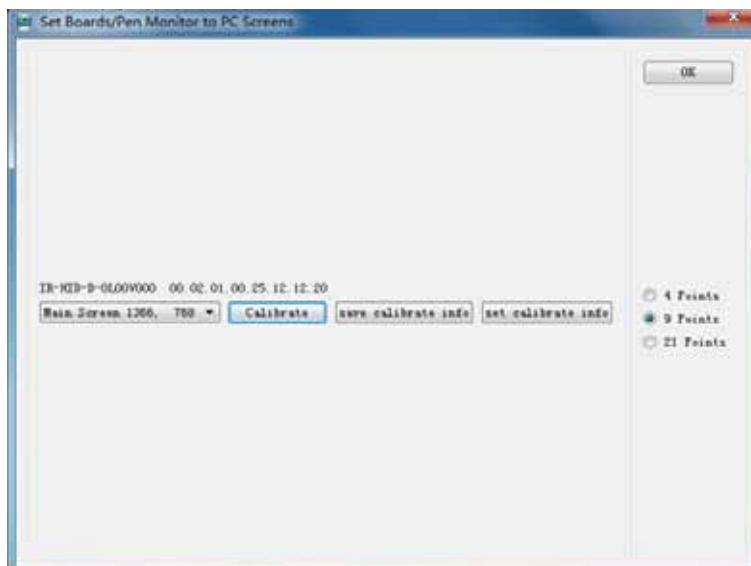 Set Boards/Pen Monitor to PC Screens
OK
IR-HID-D-0L00V000 00.02.01.00.25.12.12.20
Main Screen 1366, 768
Calibrate
save calibrate info
set calibrate info
4 Points
9 Points
21 Points